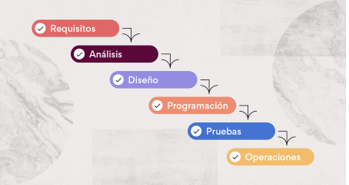 Requisitos
Análisis
Diseño
Programación
Pruebas
Operaciones